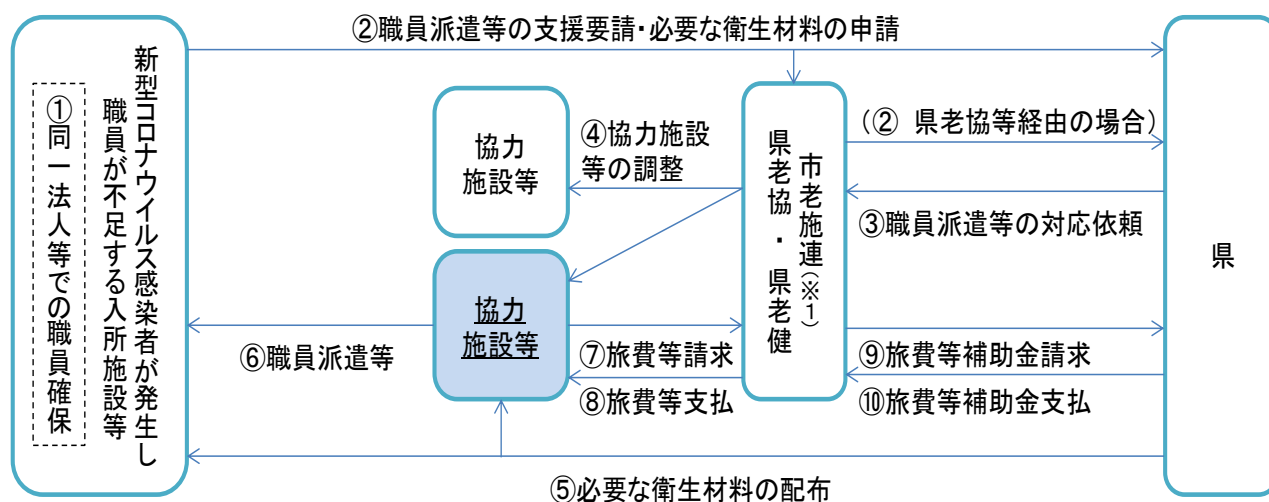 新型コロナウイルス感染者が発生し
職員が不足する入所施設等
①同一法人等での職員確保
②職員派遣等の支援要請・必要な衛生材料の申請
協力
施設等
④協力施設
等の調整
市老施連(※1)
県老協・県老健
(② 県老協等経由の場合)
③職員派遣等の対応依頼
県
協力
施設等
⑥職員派遣等
⑦旅費等請求
⑧旅費等支払
⑨旅費等補助金請求
⑩旅費等補助金支払
⑤必要な衛生材料の配布